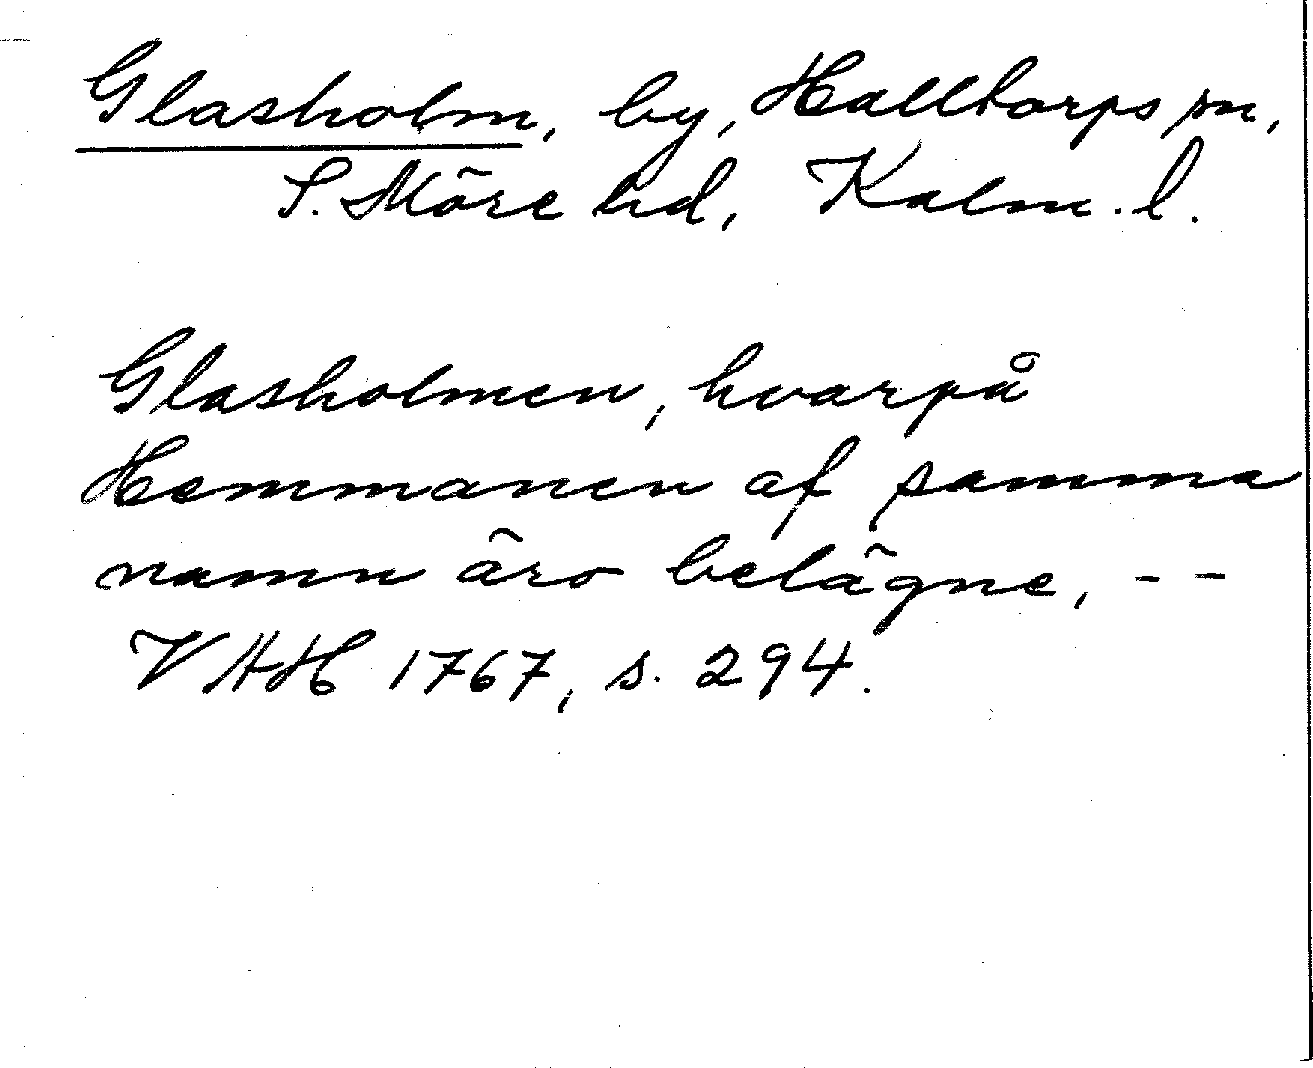 Glasholm, by, Halltorps sn,
S. Möre hd, Kalm. l.
Glasholmen, hvarpå
Hemmanen af samma
namn äro belägne, --
VAH 1767, s. 294.